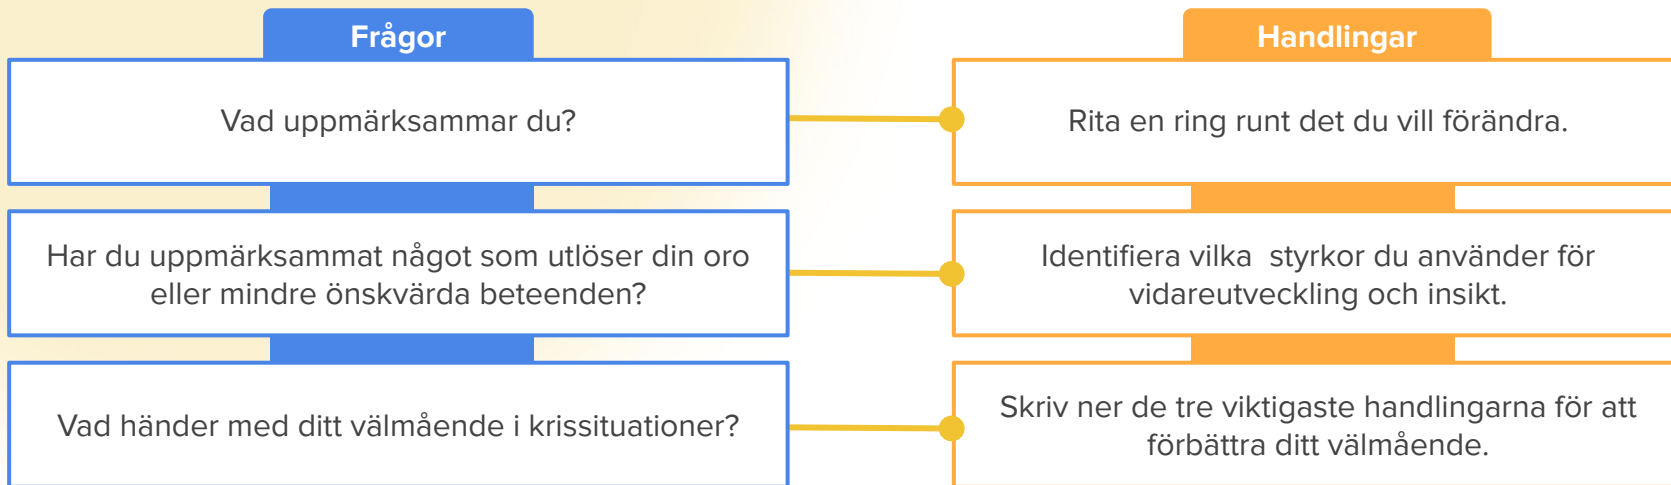 Frågor
Handlingar
Vad uppmärksammar du?
Rita en ring runt det du vill förändra.
Har du uppmärksammat något som utlöser din oro
eller mindre önskvärda beteenden?
Identifiera vilka  styrkor du använder för
vidareutveckling och insikt.
Vad händer med ditt välmående i krissituationer?
Skriv ner de tre viktigaste handlingarna för att
förbättra ditt välmående.